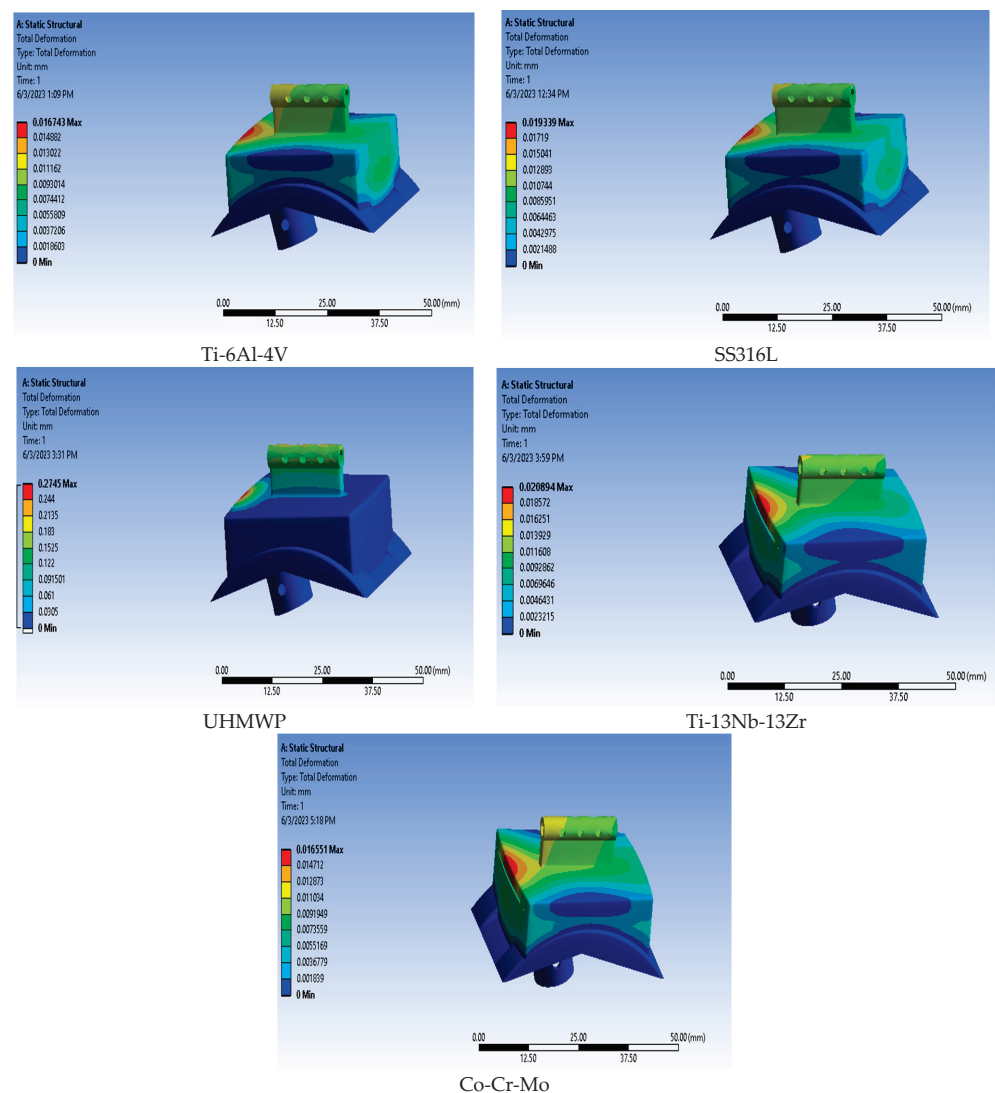 A: Static Structural
Total Deformation
Type: Total Deformation
Unit: mm
Time: 1
6/3/2023 1:09 PM
0.016743 Max
0.014882
0.013022
0.011162
0.0093014
0.0074412
0.0055809
0.0037206
0.0018603
0 Min
0.00 25.00 50.00 (mm)
12.50 37.50
Ti-6Al-4V
A: Static Structural
Total Deformation
Type: Total Deformation
Unit: mm
Time: 1
6/3/2023 12:34 PM
0.019339 Max
0.01719
0.015041
0.012893
0.010744
0.0085951
0.0064463
0.0042975
0.0021488
0 Min
0.00 25.00 50.00 (mm)
12.50 37.50
SS316L
A: Static Structural
Total Deformation
Type: Total Deformation
Unit: mm
Time: 1
6/3/2023 3:31 PM
0.2745 Max
0.244
0.2135
0.183
0.1525
0.122
0.091501
0.061
0.0305
0 Min
0.00 25.00 50.00 (mm)
12.50 37.50
UHMWP
A: Static Structural
Total Deformation
Type: Total Deformation
Unit: mm
Time: 1
6/3/2023 3:59 PM
0.020894 Max
0.018572
0.016251
0.013929
0.011608
0.0092862
0.0069646
0.0046431
0.0023215
0 Min
0.00 25.00 50.00 (mm)
12.50 37.50
Ti-13Nb-13Zr
A: Static Structural
Total Deformation
Type: Total Deformation
Unit: mm
Time: 1
6/3/2023 5:18 PM
0.016551 Max
0.014712
0.012873
0.011034
0.0091949
0.0073559
0.0055169
0.0036779
0.001839
0 Min
0.00 25.00 50.00 (mm)
12.50 37.50
Co-Cr-Mo